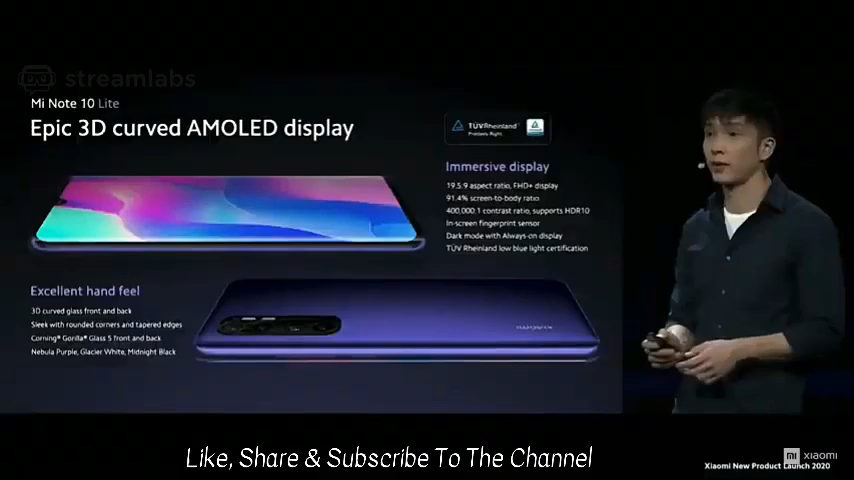 streamlabs
Mi Note 10 Lite
Epic 3D curved AMOLED display
TÜVRheinland
Precisely Right.
Immersive display
19.5:9 aspect ratio, FHD+ display
91.4% screen-to-body ratio
400,000:1 contrast ratio, supports HDR10
In-screen fingerprint sensor
Dark mode with Always-on display
TÜV Rheinland low blue light certification
Excellent hand feel
3D curved glass front and back
Sleek with rounded corners and tapered edges
Corning® Gorilla® Glass 5 front and back
Nebula Purple, Glacier White, Midnight Black
XIAOMI
Like, Share & Subscribe To The Channel
mi xiaomi
Xiaomi New Product Launch 2020